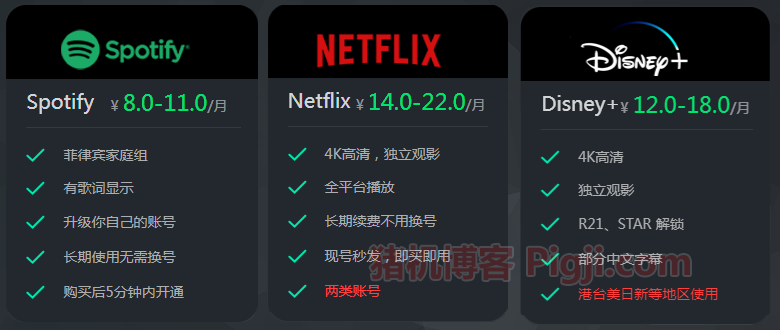 Spotify
Spotify ¥ 8.0-11.0/月
菲律宾家庭组
有歌词显示
升级你自己的账号
长期使用无需换号
购买后5分钟内开通
NETFLIX
Netflix ¥ 14.0-22.0/月
4K高清，独立观影
全平台播放
长期续费不用换号
现号秒发，即买即用
两类账号
Disney+
Disney+¥ 12.0-18.0/月
4K高清
独立观影
R21、STAR 解锁
部分中文字幕
港台美日新等地区使用
猪机博客 Pigji.com